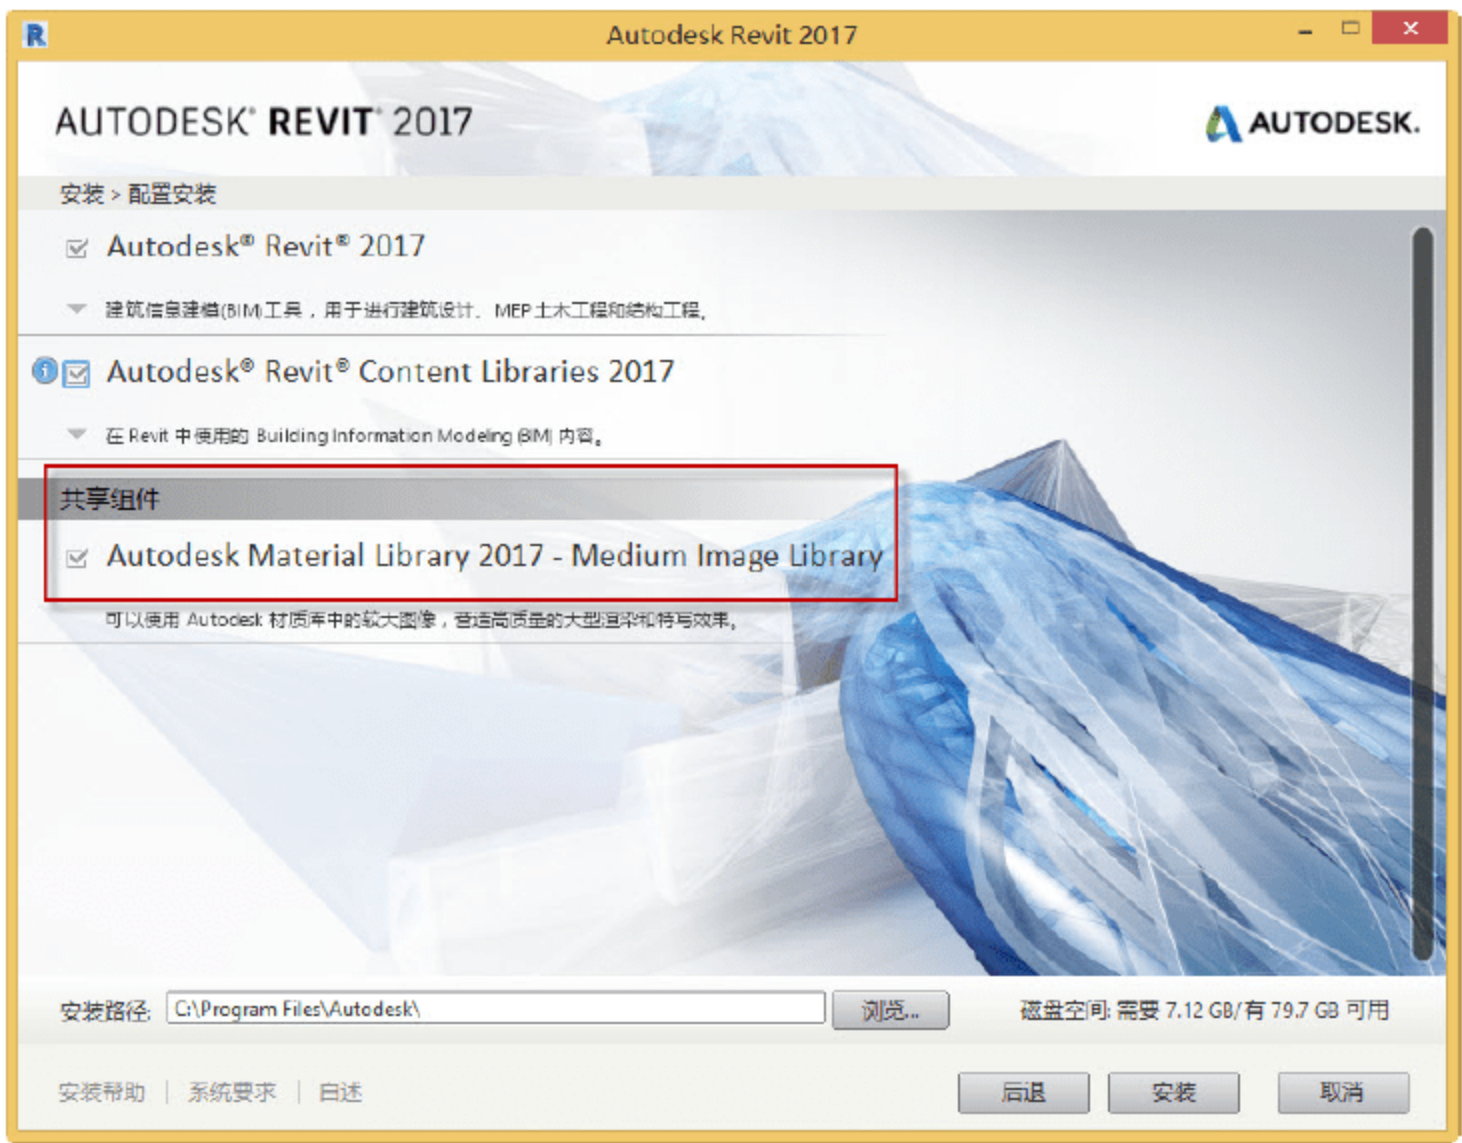 Autodesk Revit 2017
AUTODESK® REVIT® 2017
AUTODESK.
安装 > 配置安装
Autodesk® Revit® 2017
建筑信息建模(BIM)工具，用于进行建筑设计、MEP 土木工程和结构工程。
Autodesk® Revit® Content Libraries 2017
在 Revit 中使用的 Building Information Modeling (BIM) 内容。
共享组件
Autodesk Material Library 2017 - Medium Image Library
可以使用 Autodesk 材质库中的较大图像，营造高质量的大型渲染和特写效果。
安装路径: C:\Program Files\Autodesk\ 浏览... 磁盘空间: 需要 7.12 GB/ 有 79.7 GB 可用
安装帮助 | 系统要求 | 自述 后退 安装 取消